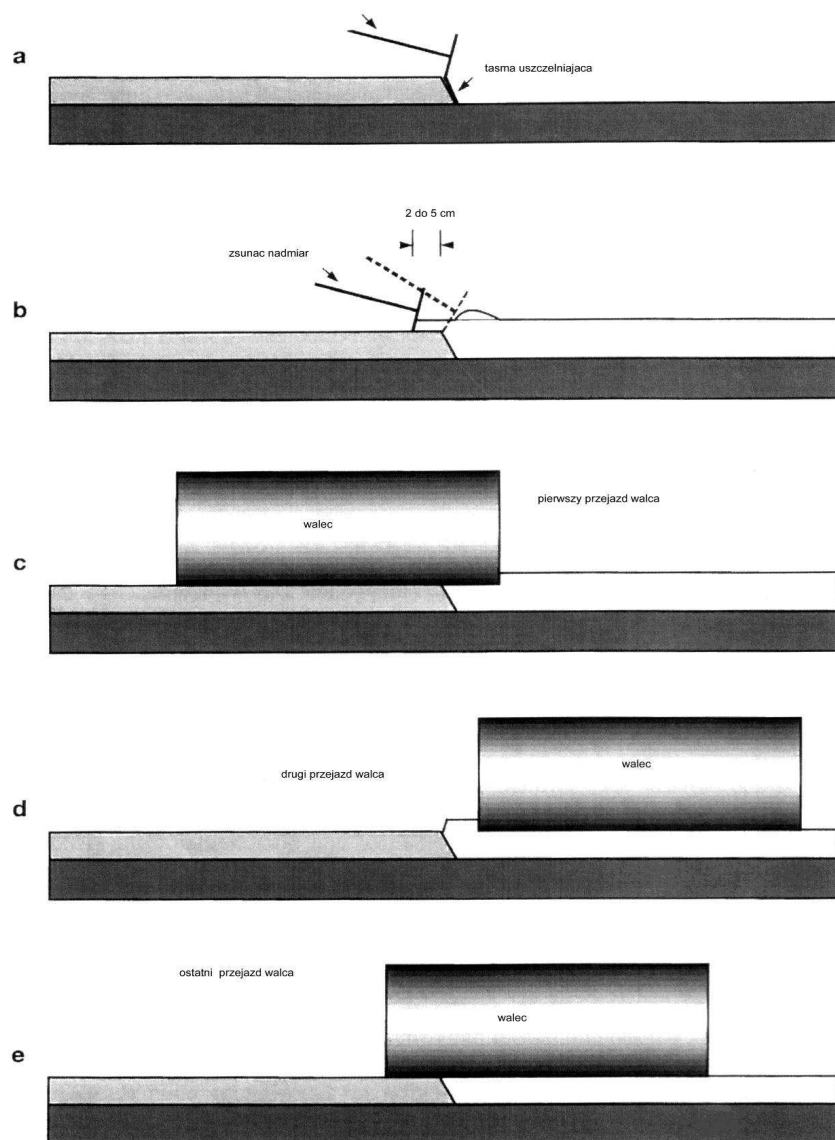 a
tasma uszczelniajaca
2 do 5 cm
zsunac nadmiar
b
walec
pierwszy przejazd walca
c
drugi przejazd walca
walec
d
ostatni przejazd walca
walec
e